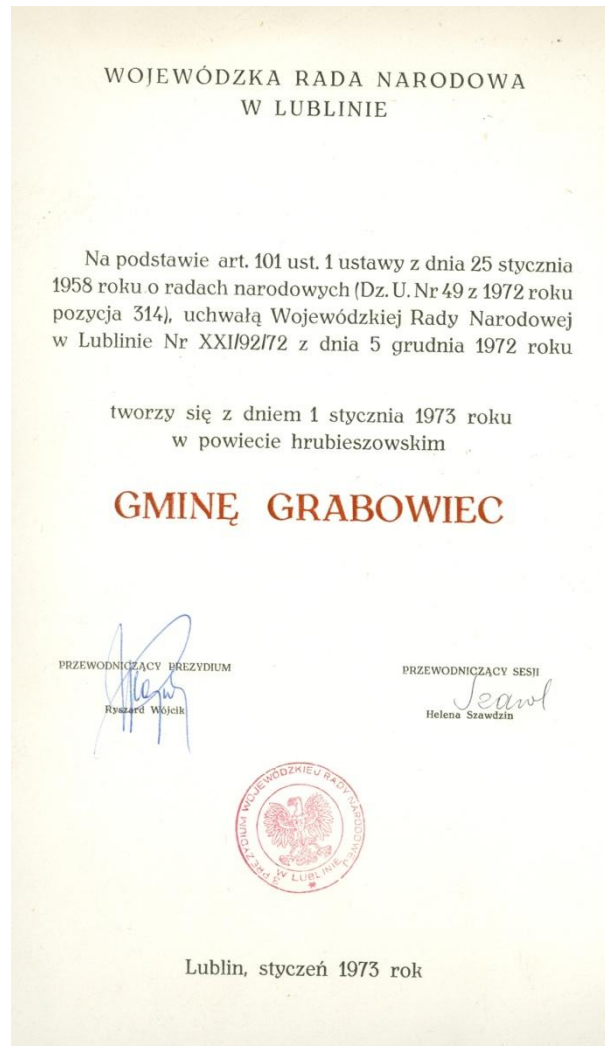 WOJEWÓDZKA RADA NARODOWA
W LUBLINIE
Na podstawie art. 101 ust. 1 ustawy z dnia 25 stycznia
1958 roku o radach narodowych (Dz. U. Nr 49 z 1972 roku
pozycja 314), uchwałą Wojewódzkiej Rady Narodowej
w Lublinie Nr XXI/92/72 z dnia 5 grudnia 1972 roku
tworzy się z dniem 1 stycznia 1973 roku
w powiecie hrubieszowskim
GMINĘ GRABOWIEC
PRZEWODNICZĄCY PREZYDIUM
Ryszard Wójcik
PRZEWODNICZĄCY SESJI
Helena Szawdzin
PREZYDIUM WOJEWÓDZKIEJ RADY NARODOWEJ
W LUBLINIE
3
Lublin, styczeń 1973 rok